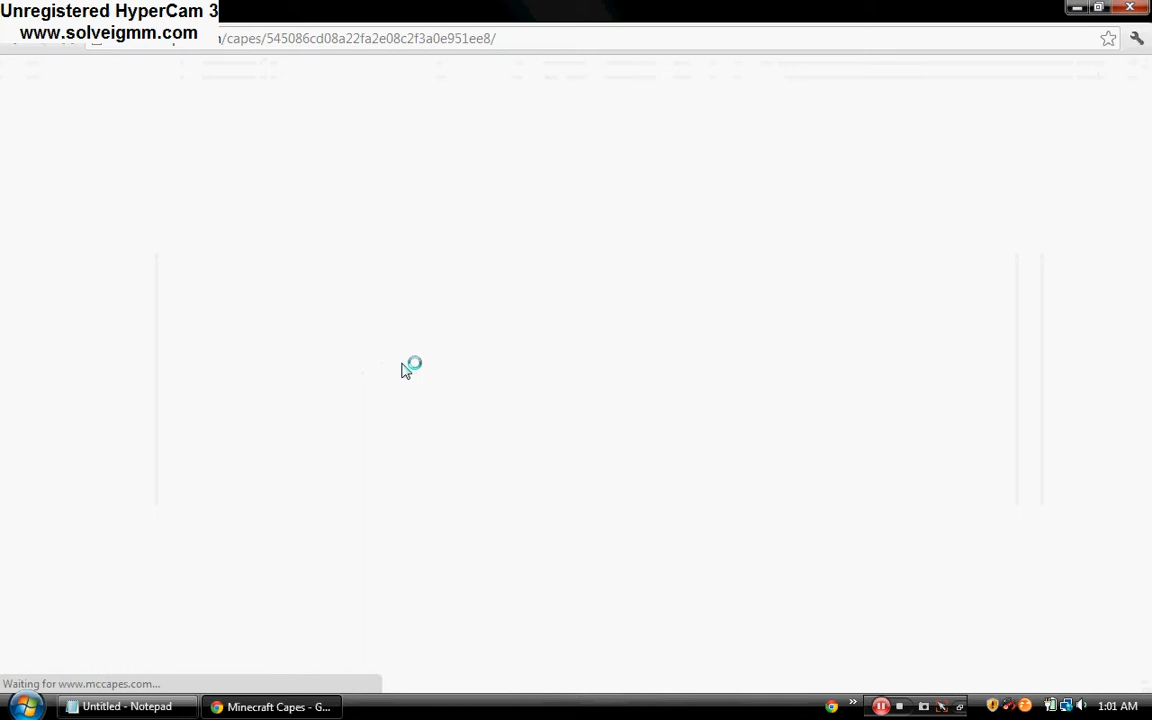 Unregistered HyperCam 3
www.solveigmm.com
/capes/545086cd08a22fa2e08c2f3a0e951ee8/
Waiting for www.mccapes.com...
Untitled - Notepad
Minecraft Capes - G...
1:01 AM